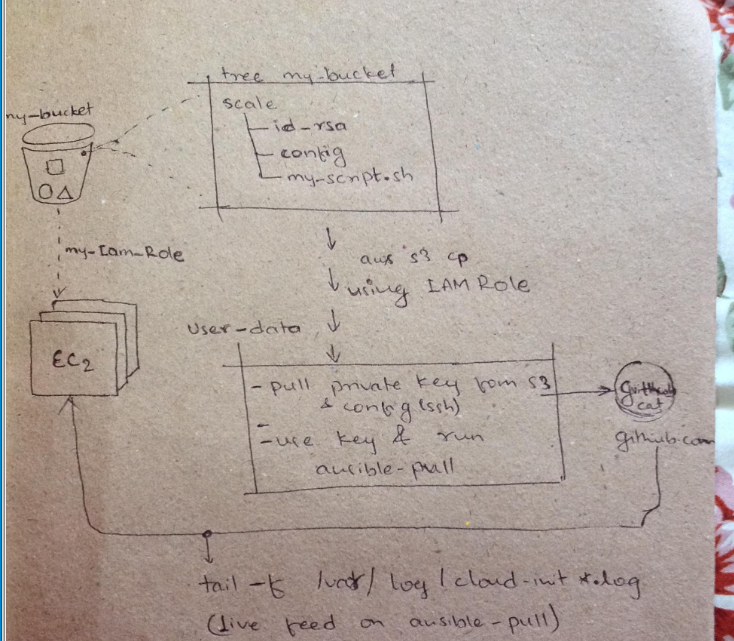 tree my-bucket
my-bucket
scale
id-rsa
config
my-script.sh
my-Iam-Role
aws s3 cp
using IAM Role
user-data
EC2
- pull private key from s3
& config (ssh)
- use key & run
ansible-pull
github
cat
github.com
tail -f /var/log/cloud-init*.log
(live feed on ansible-pull)